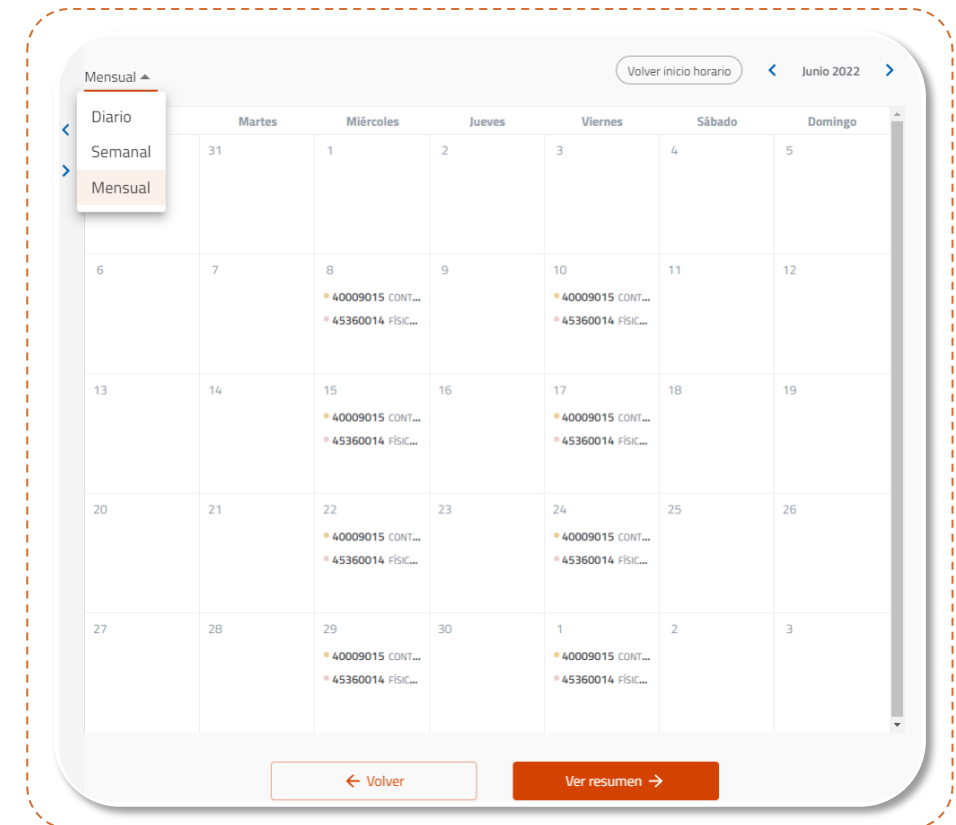 Mensual
Volver inicio horario
Junio 2022
Diario
Semanal
Mensual
Martes Miércoles Jueves Viernes Sábado Domingo
31 1 2 3 4 5
6 7 8 9 10 11 12
40009015 CONT... 40009015 CONT...
45360014 FÍSIC... 45360014 FÍSIC...
13 14 15 16 17 18 19
40009015 CONT... 40009015 CONT...
45360014 FÍSIC... 45360014 FÍSIC...
20 21 22 23 24 25 26
40009015 CONT... 40009015 CONT...
45360014 FÍSIC... 45360014 FÍSIC...
27 28 29 30 1 2 3
40009015 CONT... 40009015 CONT...
45360014 FÍSIC... 45360014 FÍSIC...
← Volver
Ver resumen →